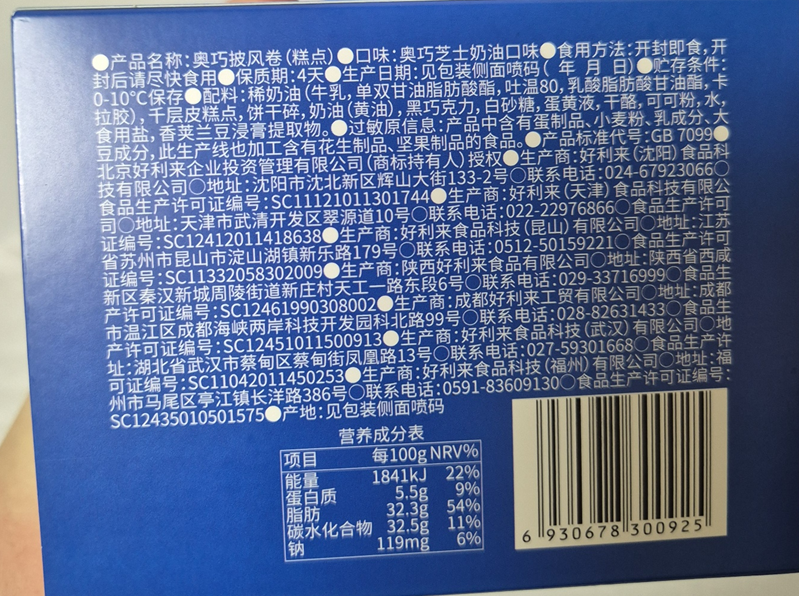 ●产品名称:奥巧披风卷(糕点)●口味:奥巧芝士奶油口味●食用方法:开封即食,开
封后请尽快食用●保质期:4天●生产日期:见包装侧面喷码( 年 月 日)●贮存条件:
0-10℃保存●配料:稀奶油(牛乳,单双甘油脂肪酸酯,吐温80,乳酸脂肪酸甘油酯,卡
拉胶),千层皮糕点,饼干碎,奶油(黄油),黑巧克力,白砂糖,蛋黄液,干酪,可可粉,水,
食用盐,香荚兰豆浸膏提取物。●过敏原信息:产品中含有蛋制品、小麦粉、乳成分、大
豆成分,此生产线也加工含有花生制品、坚果制品的食品。●产品标准代号:GB 7099●
北京好利来企业投资管理有限公司(商标持有人)授权●生产商:好利来(沈阳)食品科
技有限公司○地址:沈阳市沈北新区辉山大街133-2号○联系电话:024-67923066○
食品生产许可证编号:SC11121011301744●生产商:好利来(天津)食品科技有限公
司○地址:天津市武清开发区翠源道10号○联系电话:022-22976866○食品生产许可
证编号:SC12412011418638●生产商:好利来食品科技(昆山)有限公司○地址:江苏
省苏州市昆山市淀山湖镇新乐路179号○联系电话:0512-50159221○食品生产许可
证编号:SC11332058302009●生产商:陕西好利来食品有限公司○地址:陕西省西咸
新区秦汉新城周陵街道新庄村天工一路东段6号○联系电话:029-33716999○食品生
产许可证编号:SC12461990308002●生产商:成都好利来工贸有限公司○地址:成都
市温江区成都海峡两岸科技开发园科北路99号○联系电话:028-82631433○食品生
产许可证编号:SC12451011500913●生产商:好利来食品科技(武汉)有限公司○地
址:湖北省武汉市蔡甸区蔡甸街凤凰路13号○联系电话:027-59301668○食品生产许
可证编号:SC11042011450253●生产商:好利来食品科技(福州)有限公司○地址:福
州市马尾区亭江镇长洋路386号○联系电话:0591-83609130○食品生产许可证编号:
SC12435010501575●产地:见包装侧面喷码
营养成分表
项目 每100g NRV%
能量 1841kJ 22%
蛋白质 5.5g 9%
脂肪 32.3g 54%
碳水化合物 32.5g 11%
钠 119mg 6%
6 930678 300925